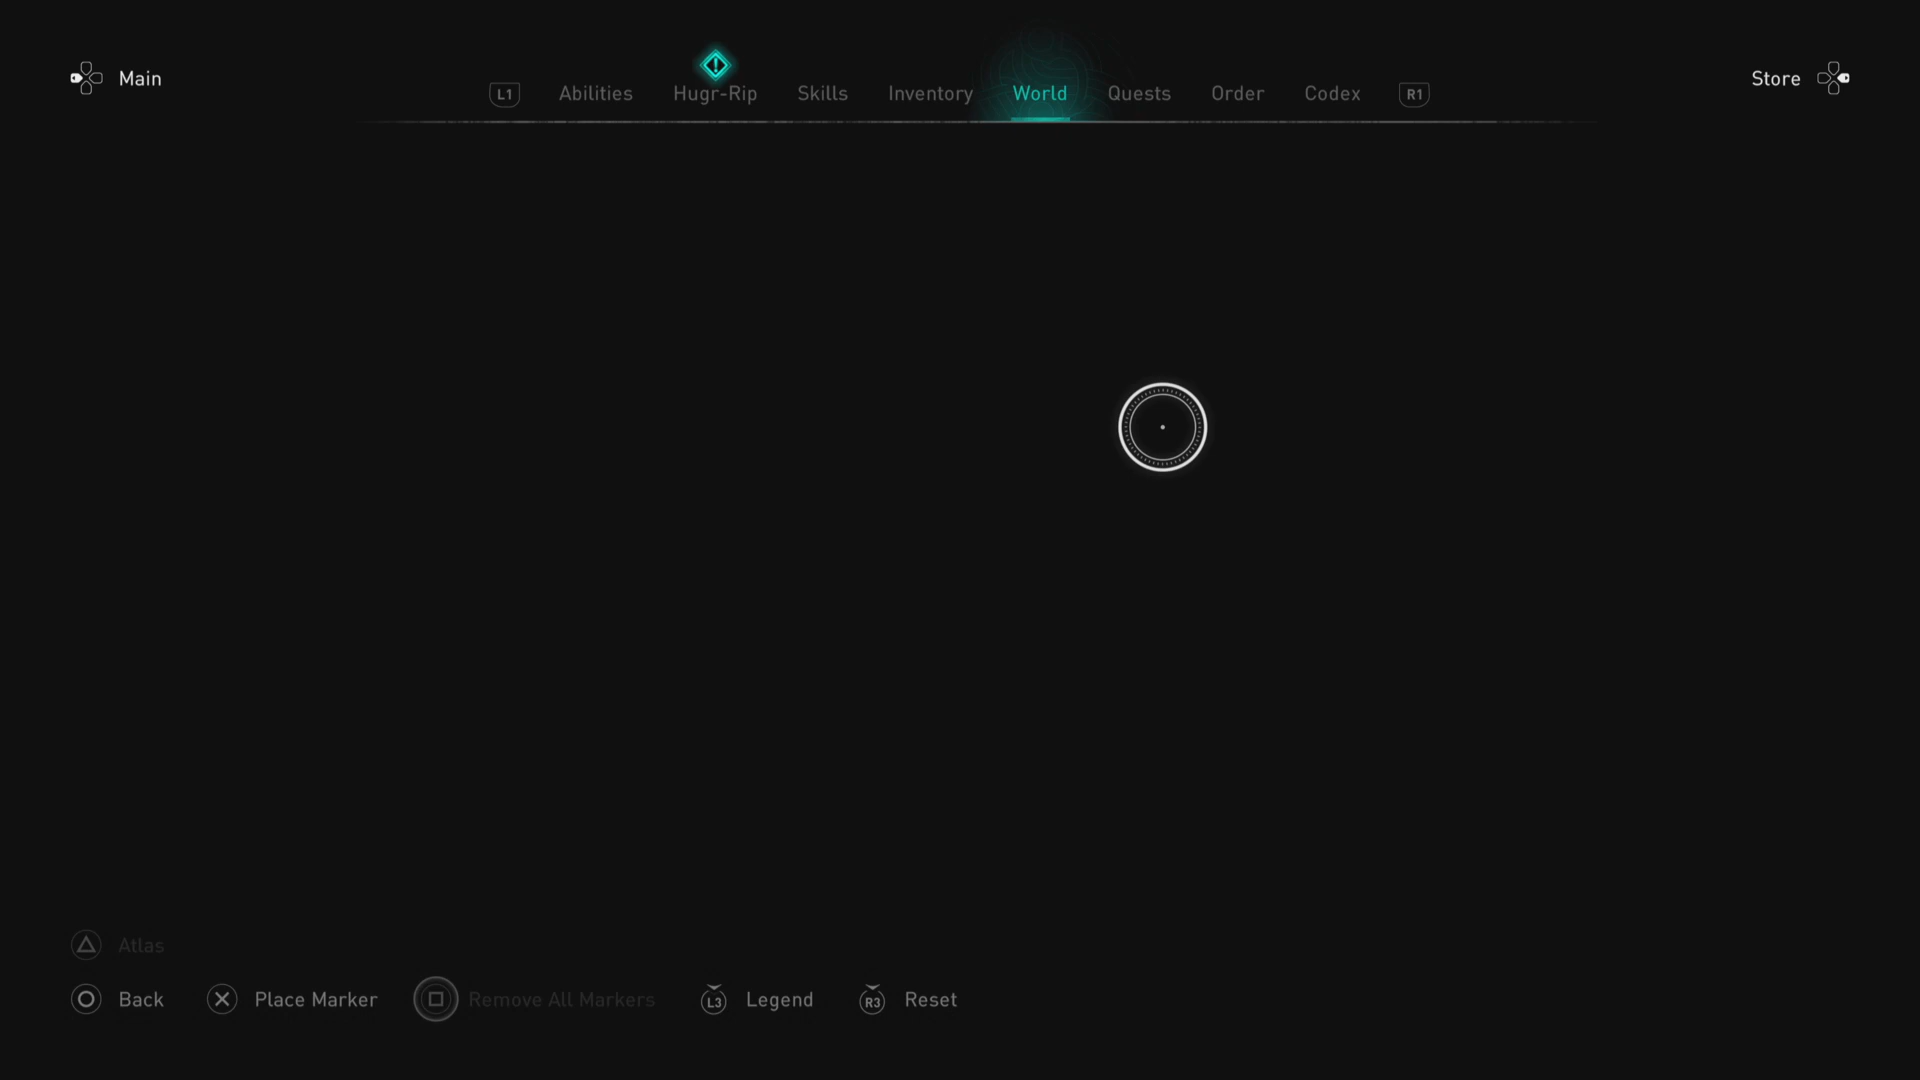 Main
L1 Abilities Hugr-Rip Skills Inventory World Quests Order Codex R1
Store
Atlas
Back Place Marker Remove All Markers L3 Legend R3 Reset